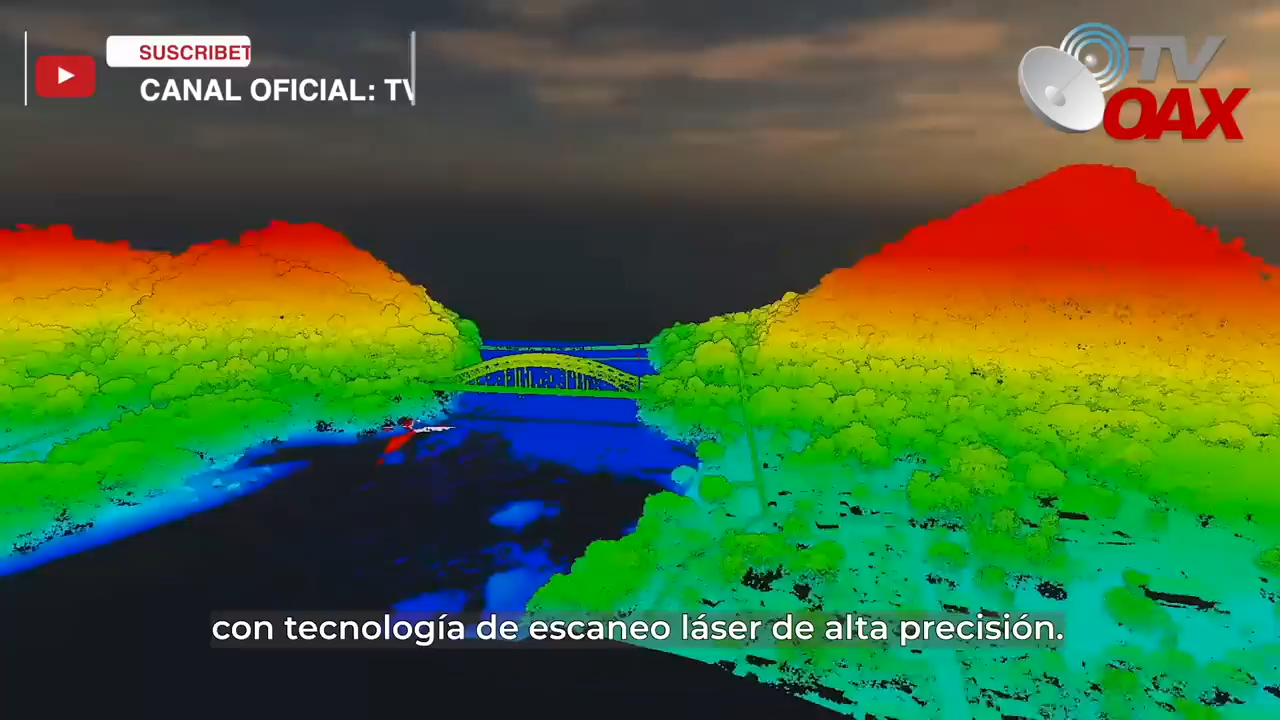 SUSCRIBET
CANAL OFICIAL: TV
TV
OAX
con tecnología de escaneo láser de alta precisión.